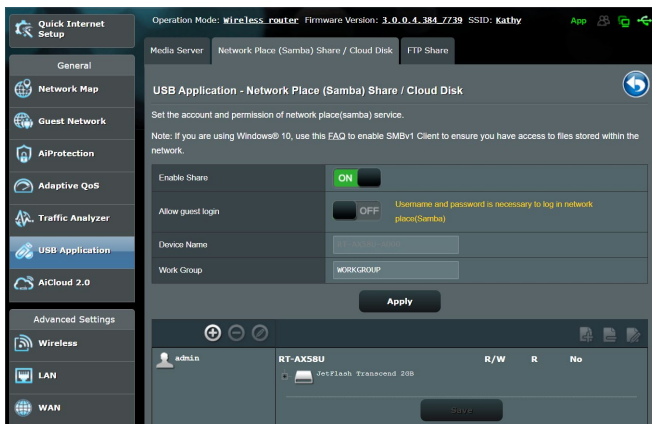 Quick Internet
Setup
Operation Mode: Wireless router Firmware Version: 3.0.0.4.384_7739 SSID: Kathy
App
General
Network Map
Guest Network
AiProtection
Adaptive QoS
Traffic Analyzer
USB Application
AiCloud 2.0
Advanced Settings
Wireless
LAN
WAN
Media Server
Network Place (Samba) Share / Cloud Disk
FTP Share
USB Application - Network Place (Samba) Share / Cloud Disk
Set the account and permission of network place(samba) service.
Note: If you are using Windows® 10, use this FAQ to enable SMBv1 Client to ensure you have access to files stored within the
network.
Enable Share
ON
Allow guest login
OFF
Username and password is necessary to log in network
place(Samba)
Device Name
Work Group
WORKGROUP
Apply
admin
RT-AX58U R/W R No
JetFlash Transcend 2GB
Save